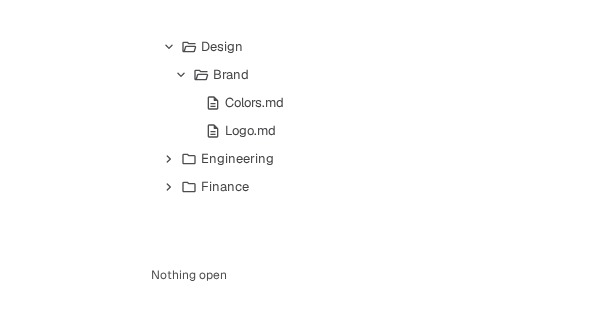 Design
Brand
Colors.md
Logo.md
Engineering
Finance
Nothing open